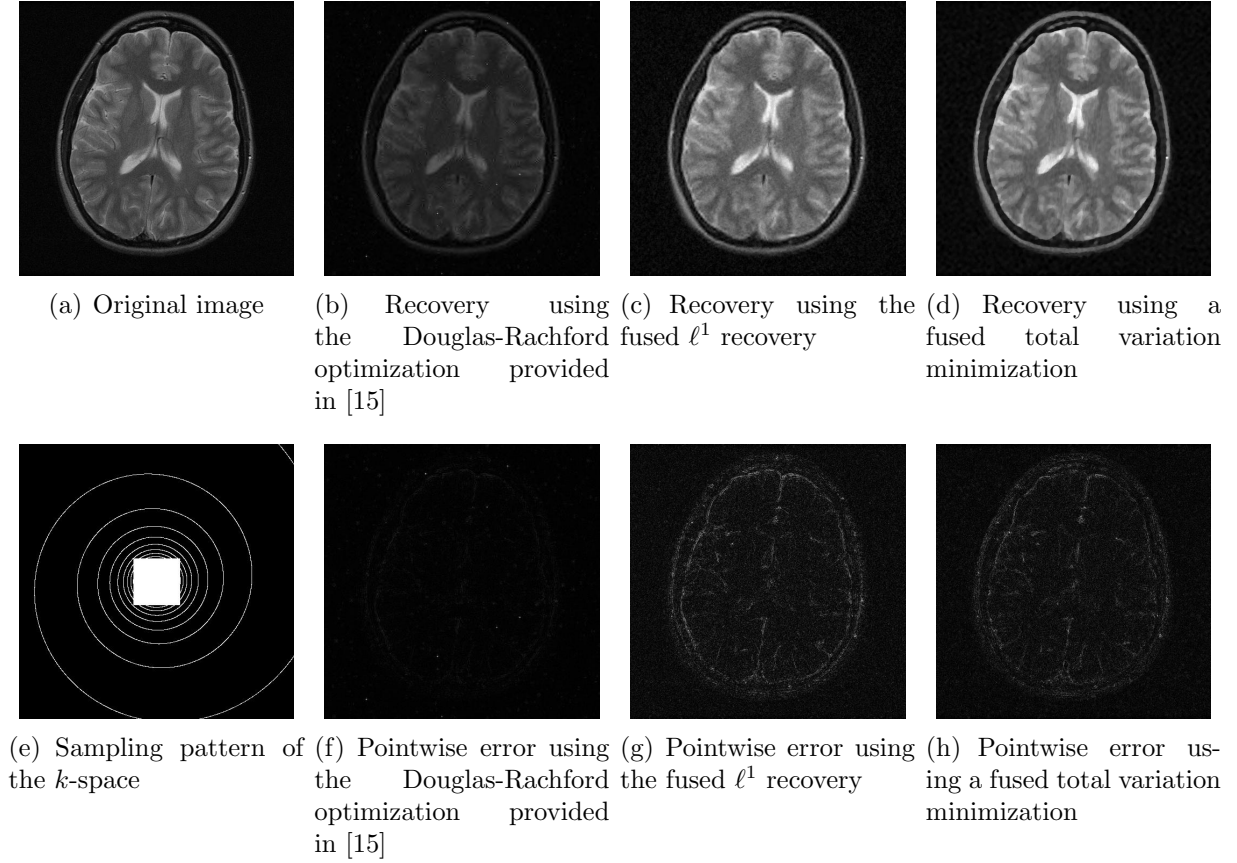 (a) Original image
(b) Recovery using
the Douglas-Rachford
optimization provided
in [15]
(c) Recovery using the
fused ℓ¹ recovery
(d) Recovery using a
fused total variation
minimization
(e) Sampling pattern of
the k-space
(f) Pointwise error using
the Douglas-Rachford
optimization provided
in [15]
(g) Pointwise error using
the fused ℓ¹ recovery
(h) Pointwise error us-
ing a fused total variation
minimization